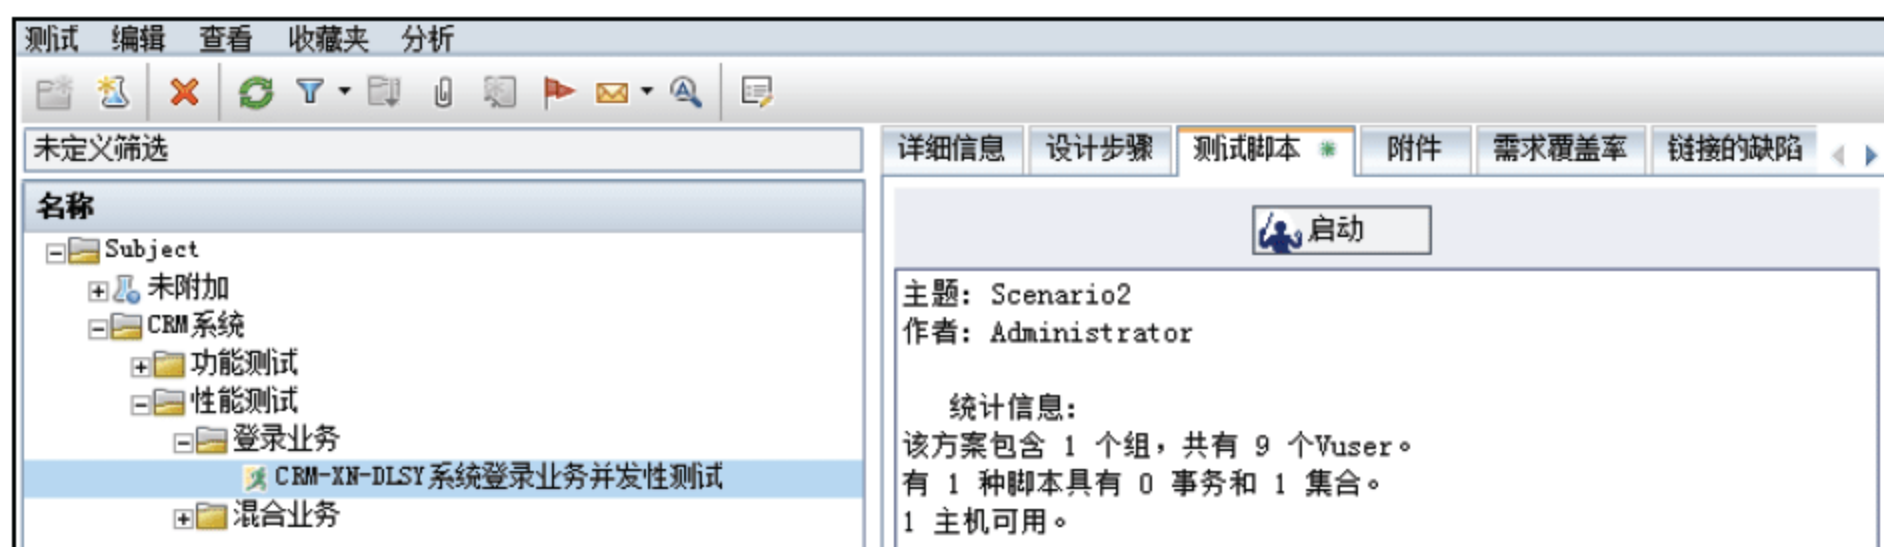 测试 编辑 查看 收藏夹 分析
未定义筛选
名称
Subject
未附加
CRM系统
功能测试
性能测试
登录业务
CRM-XN-DLSY系统登录业务并发性测试
混合业务
详细信息 设计步骤 测试脚本 附件 需求覆盖率 链接的缺陷
启动
主题: Scenario2
作者: Administrator
统计信息:
该方案包含 1 个组，共有 9 个Vuser。
有 1 种脚本具有 0 事务和 1 集合。
1 主机可用。